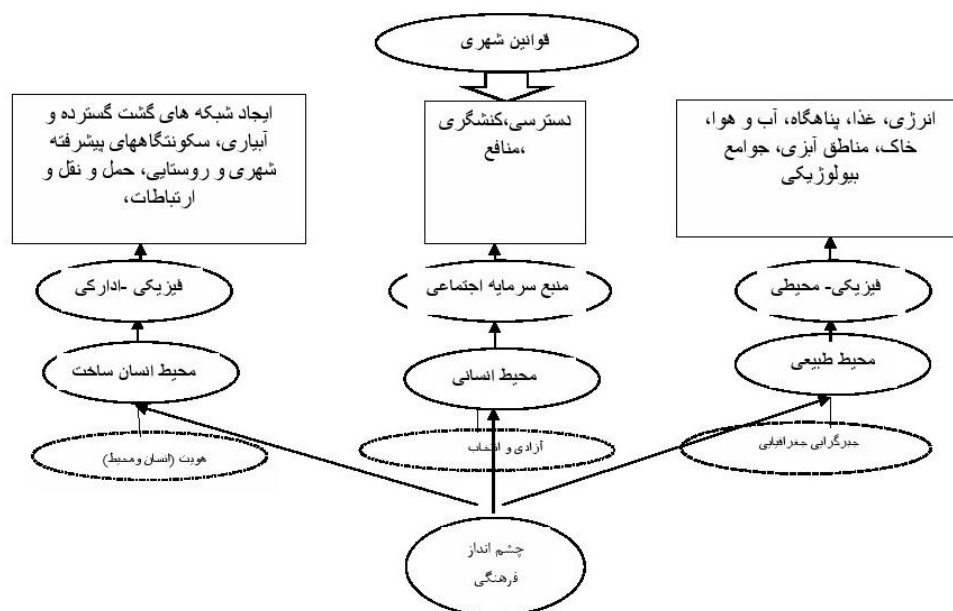 قوانین شهری
انرژی، غذا، پناهگاه، آب و هوا،
خاک، مناطق آبزی، جوامع
بیولوژیکی
دسترسی،کنشگری
،منافع
ایجاد شبکه های گشت گسترده و
آبیاری، سکونتگاههای پیشرفته
شهری و روستایی، حمل و نقل و
ارتباطات،
فیزیکی- محیطی
منبع سرمایه اجتماعی
فیزیکی -ادارکی
محیط طبیعی
محیط انسانی
محیط انسان ساخت
جبرگرایی جغرافیایی
آزادی و انتخاب
هویت (انسان و محیط)
چشم انداز
فرهنگی